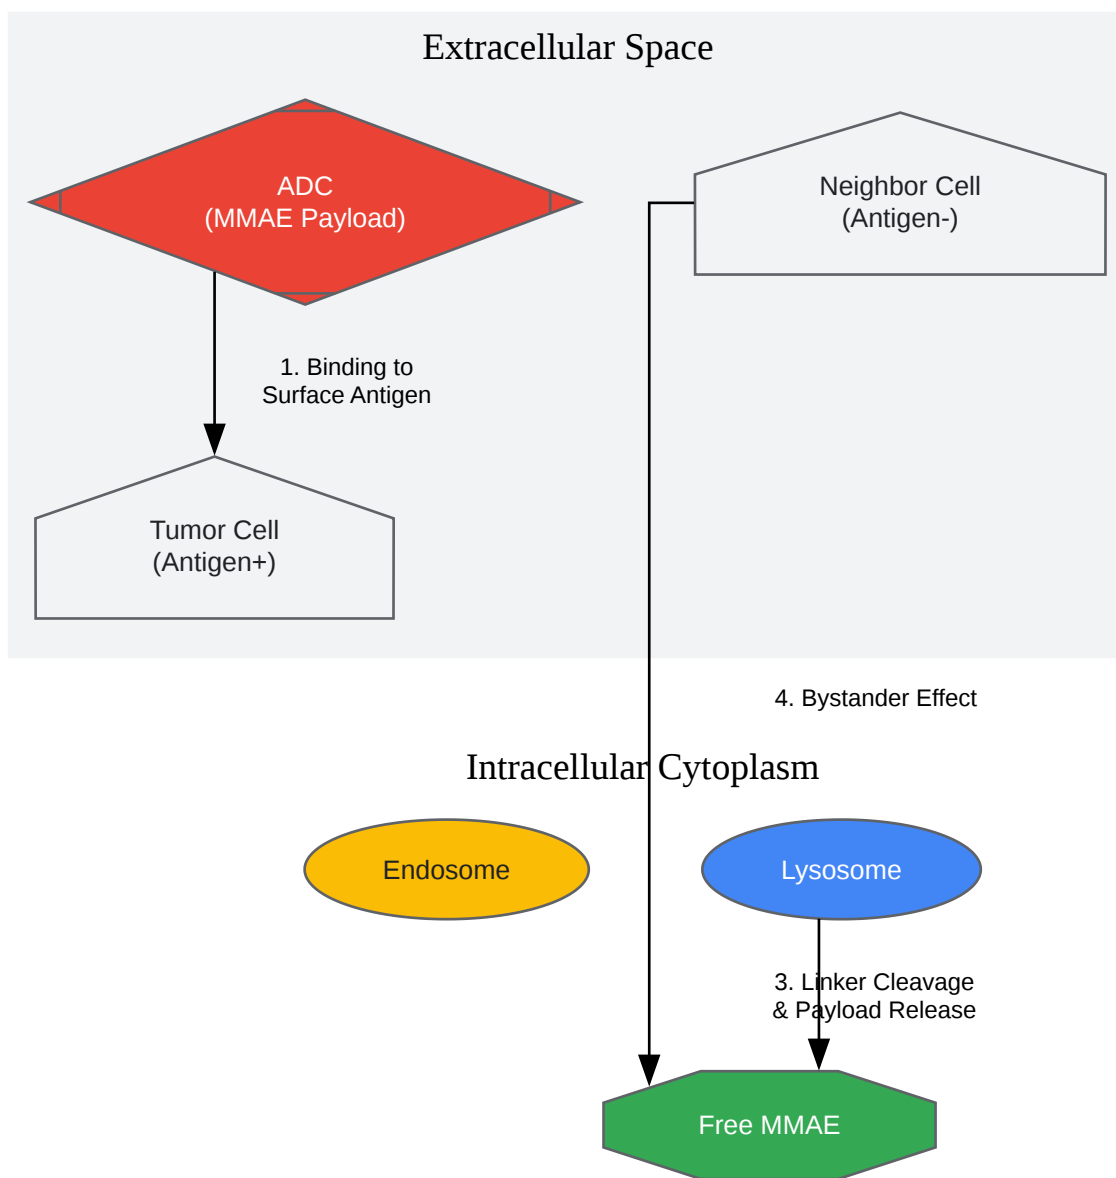 Extracellular Space
ADC
(MMAE Payload)
Neighbor Cell
(Antigen-)
1. Binding to
Surface Antigen
Tumor Cell
(Antigen+)
4. Bystander Effect
Intracellular Cytoplasm
Endosome
Lysosome
3. Linker Cleavage
& Payload Release
Free MMAE